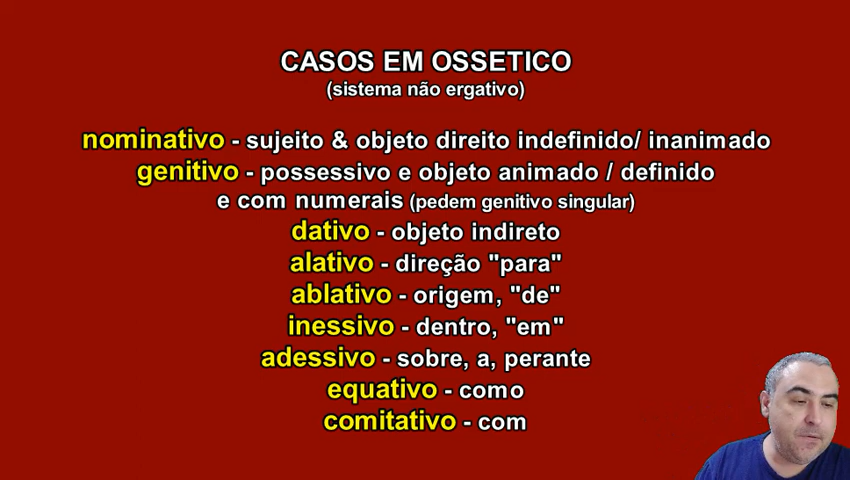 CASOS EM OSSETICO
(sistema não ergativo)
nominativo - sujeito & objeto direito indefinido/ inanimado
genitivo - possessivo e objeto animado / definido
e com numerais (pedem genitivo singular)
dativo - objeto indireto
alativo - direção "para"
ablativo - origem, "de"
inessivo - dentro, "em"
adessivo - sobre, a, perante
equativo - como
comitativo - com